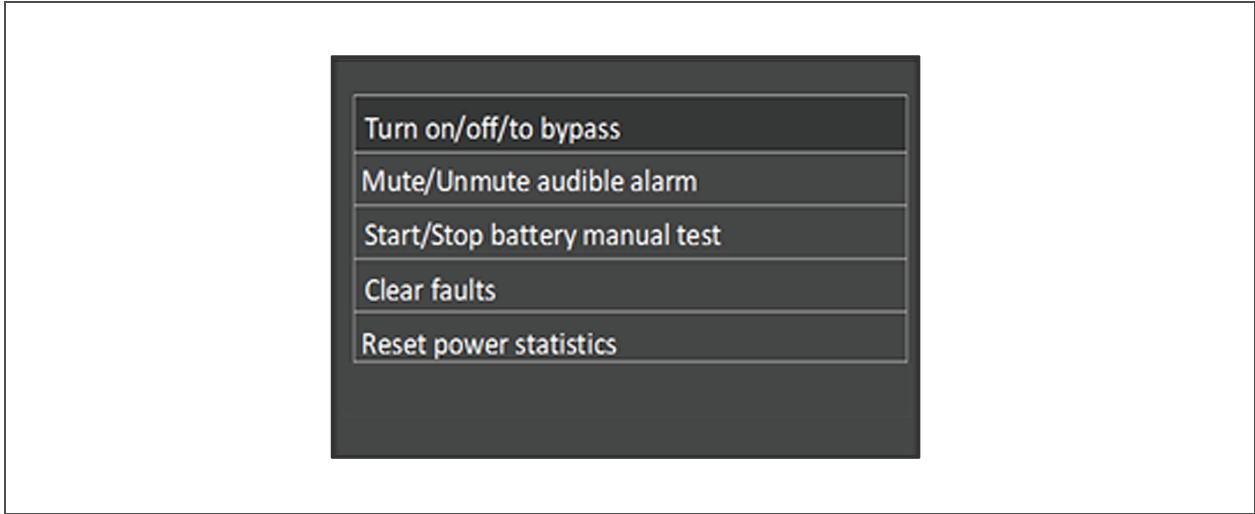 Turn on/off/to bypass
Mute/Unmute audible alarm
Start/Stop battery manual test
Clear faults
Reset power statistics